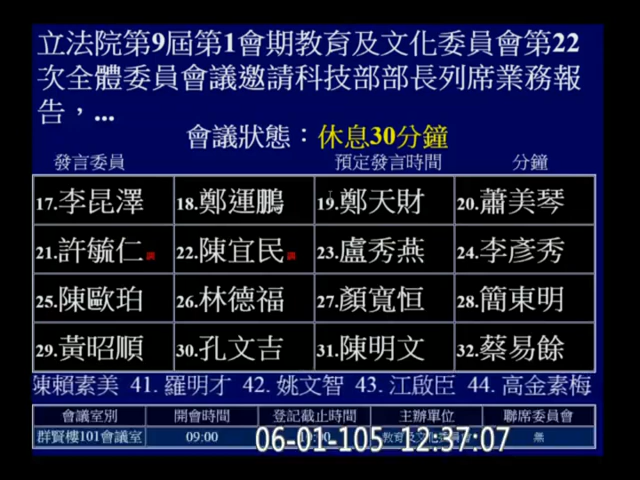 立法院第9屆第1會期教育及文化委員會第22
次全體委員會議邀請科技部部長列席業務報
告，...
會議狀態：休息30分鐘
發言委員 預定發言時間 分鐘
17.李昆澤 18.鄭運鵬 19.鄭天財 20.蕭美琴
21.許毓仁 22.陳宜民 23.盧秀燕 24.李彥秀
25.陳歐珀 26.林德福 27.顏寬恒 28.簡東明
29.黃昭順 30.孔文吉 31.陳明文 32.蔡易餘
陳賴素美 41. 羅明才 42. 姚文智 43. 江啟臣 44. 高金素梅
會議室別 開會時間 登記截止時間 主辦單位 聯席委員會
群賢樓101會議室 09:00 教育及文化委員會 無
06-01-105 12:37:07